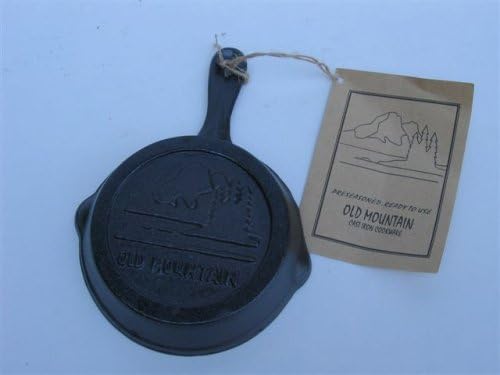 OLD MOUNTAIN
PRESEASONED, READY TO USE
OLD MOUNTAIN
CAST IRON COOKWARE